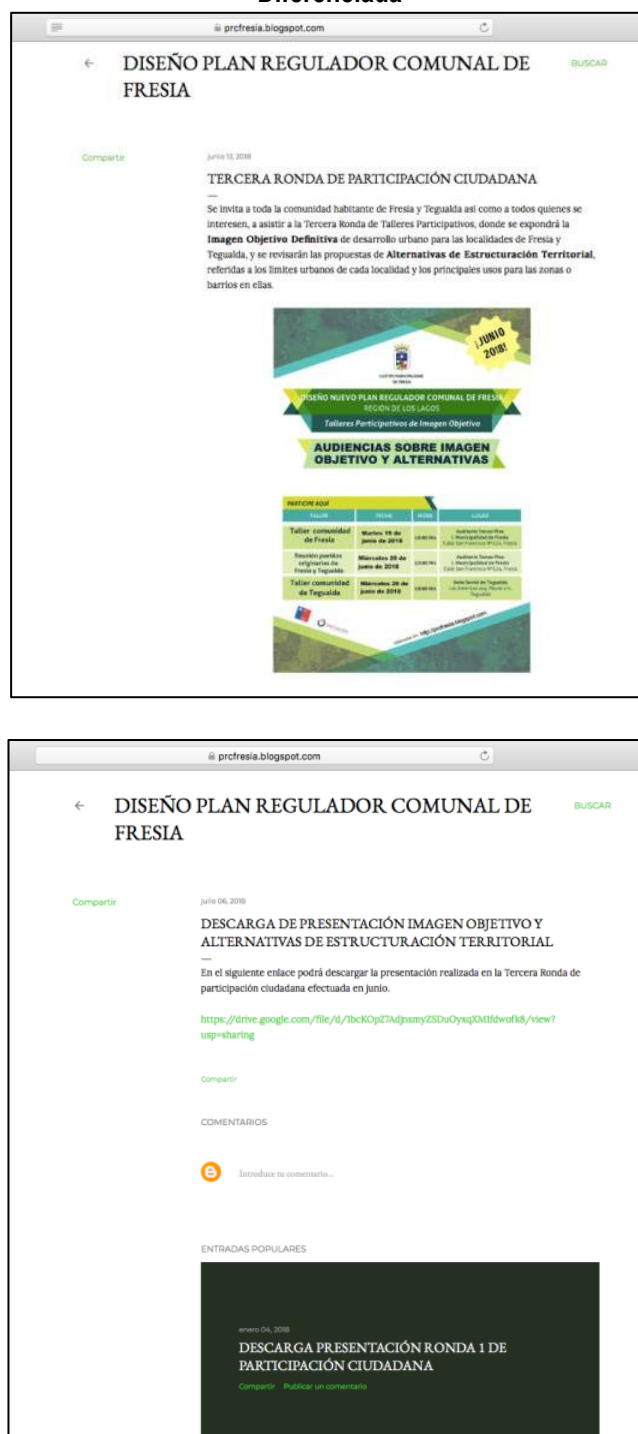 Diferenciada
prcfresia.blogspot.com
DISEÑO PLAN REGULADOR COMUNAL DE
FRESIA
BUSCAR
Compartir
junio 13, 2018
TERCERA RONDA DE PARTICIPACIÓN CIUDADANA
Se invita a toda la comunidad habitante de Fresia y Tegualda así como a todos quienes se
interesen, a asistir a la Tercera Ronda de Talleres Participativos, donde se expondrá la
Imagen Objetivo Definitiva de desarrollo urbano para las localidades de Fresia y
Tegualda, y se revisarán las propuestas de Alternativas de Estructuración Territorial,
referidas a los límites urbanos de cada localidad y los principales usos para las zonas o
barrios en ellas.
¡JUNIO
2018!
DE FRESIA
DISEÑO NUEVO PLAN REGULADOR COMUNAL DE FRESIA
REGIÓN DE LOS LAGOS
Talleres Participativos de Imagen Objetivo
AUDIENCIAS SOBRE IMAGEN
OBJETIVO Y ALTERNATIVAS
PARTICIPE AQUÍ
TALLER FECHA HORA LUGAR
Taller comunidad
de Fresia
Martes 19 de
junio de 2018
Reunión pueblos
originarios de
Fresia y Tegualda
Miércoles 20 de
junio de 2018
Taller comunidad
de Tegualda
Miércoles 20 de
junio de 2018
prcfresia.blogspot.com
DISEÑO PLAN REGULADOR COMUNAL DE
FRESIA
BUSCAR
Compartir
julio 06, 2018
DESCARGA DE PRESENTACIÓN IMAGEN OBJETIVO Y
ALTERNATIVAS DE ESTRUCTURACIÓN TERRITORIAL
En el siguiente enlace podrá descargar la presentación realizada en la Tercera Ronda de
participación ciudadana efectuada en junio.
https://drive.google.com/file/d/1bcKOpZ7AdjnsmyZSDuOyxqXM1fdwofk8/view?
usp=sharing
Compartir
COMENTARIOS
Introduce tu comentario...
ENTRADAS POPULARES
enero 04, 2018
DESCARGA PRESENTACIÓN RONDA 1 DE
PARTICIPACIÓN CIUDADANA
Compartir Publicar un comentario